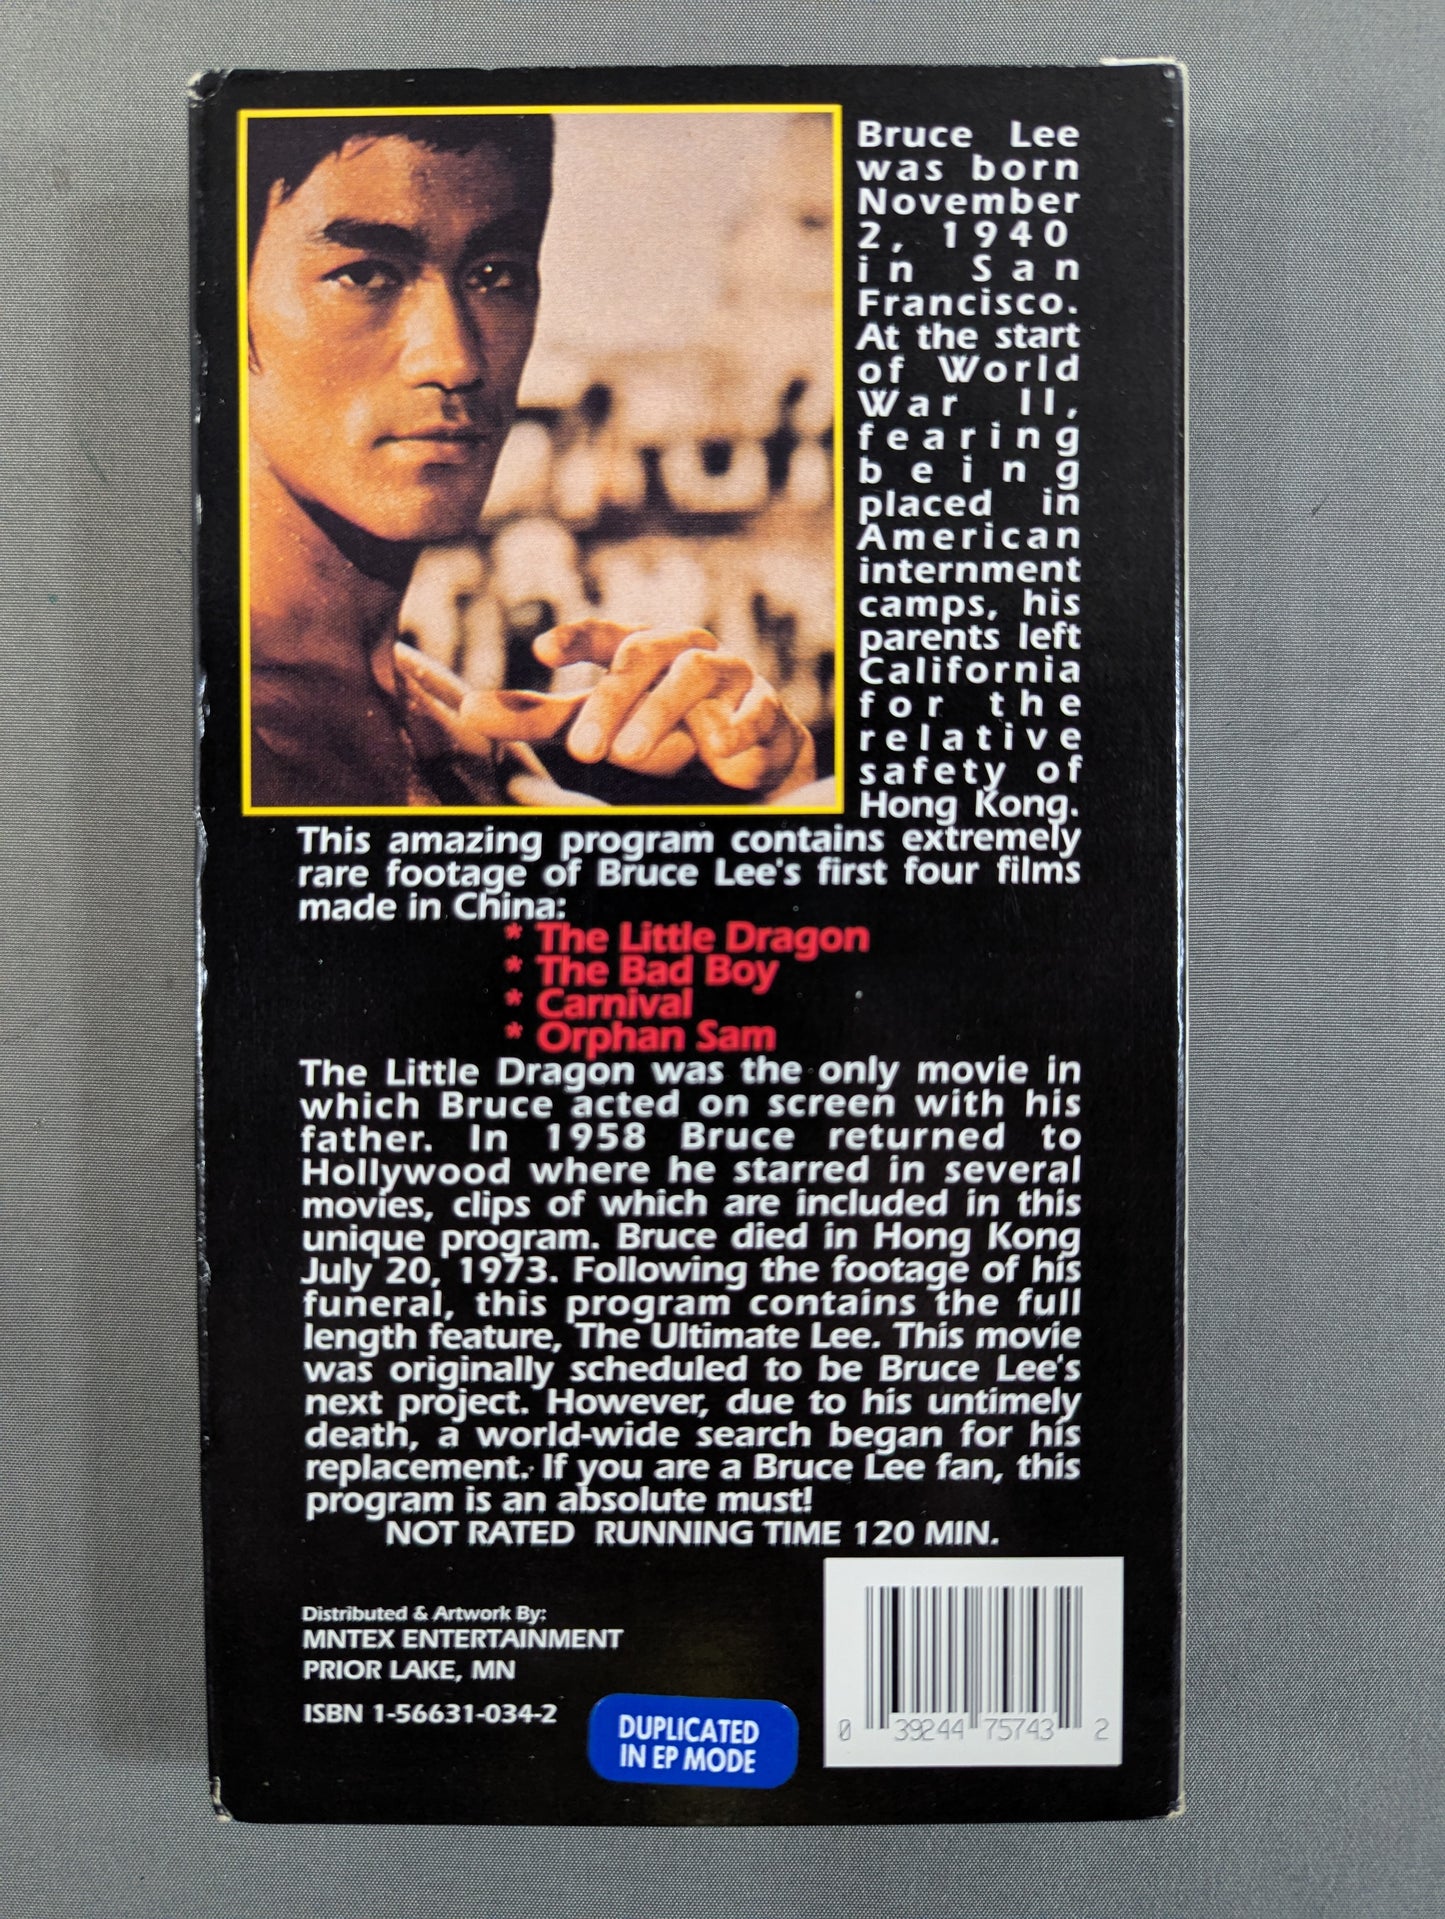 Bruce Lee
was born
November
2, 1940
in San
Francisco.
At the start
of World
War II,
fearing
being
placed in
American
internment
camps, his
parents left
California
for the
relative
safety of
Hong Kong.
This amazing program contains extremely
rare footage of Bruce Lee's first four films
made in China:
* The Little Dragon
* The Bad Boy
* Carnival
* Orphan Sam
The Little Dragon was the only movie in
which Bruce acted on screen with his
father. In 1958 Bruce returned to
Hollywood where he starred in several
movies, clips of which are included in this
unique program. Bruce died in Hong Kong
July 20, 1973. Following the footage of his
funeral, this program contains the full
length feature, The Ultimate Lee. This movie
was originally scheduled to be Bruce Lee's
next project. However, due to his untimely
death, a world-wide search began for his
replacement. If you are a Bruce Lee fan, this
program is an absolute must!
NOT RATED RUNNING TIME 120 MIN.
Distributed & Artwork By:
MNTEX ENTERTAINMENT
PRIOR LAKE, MN
ISBN 1-56631-034-2
DUPLICATED
IN EP MODE
0 39244 75743 2